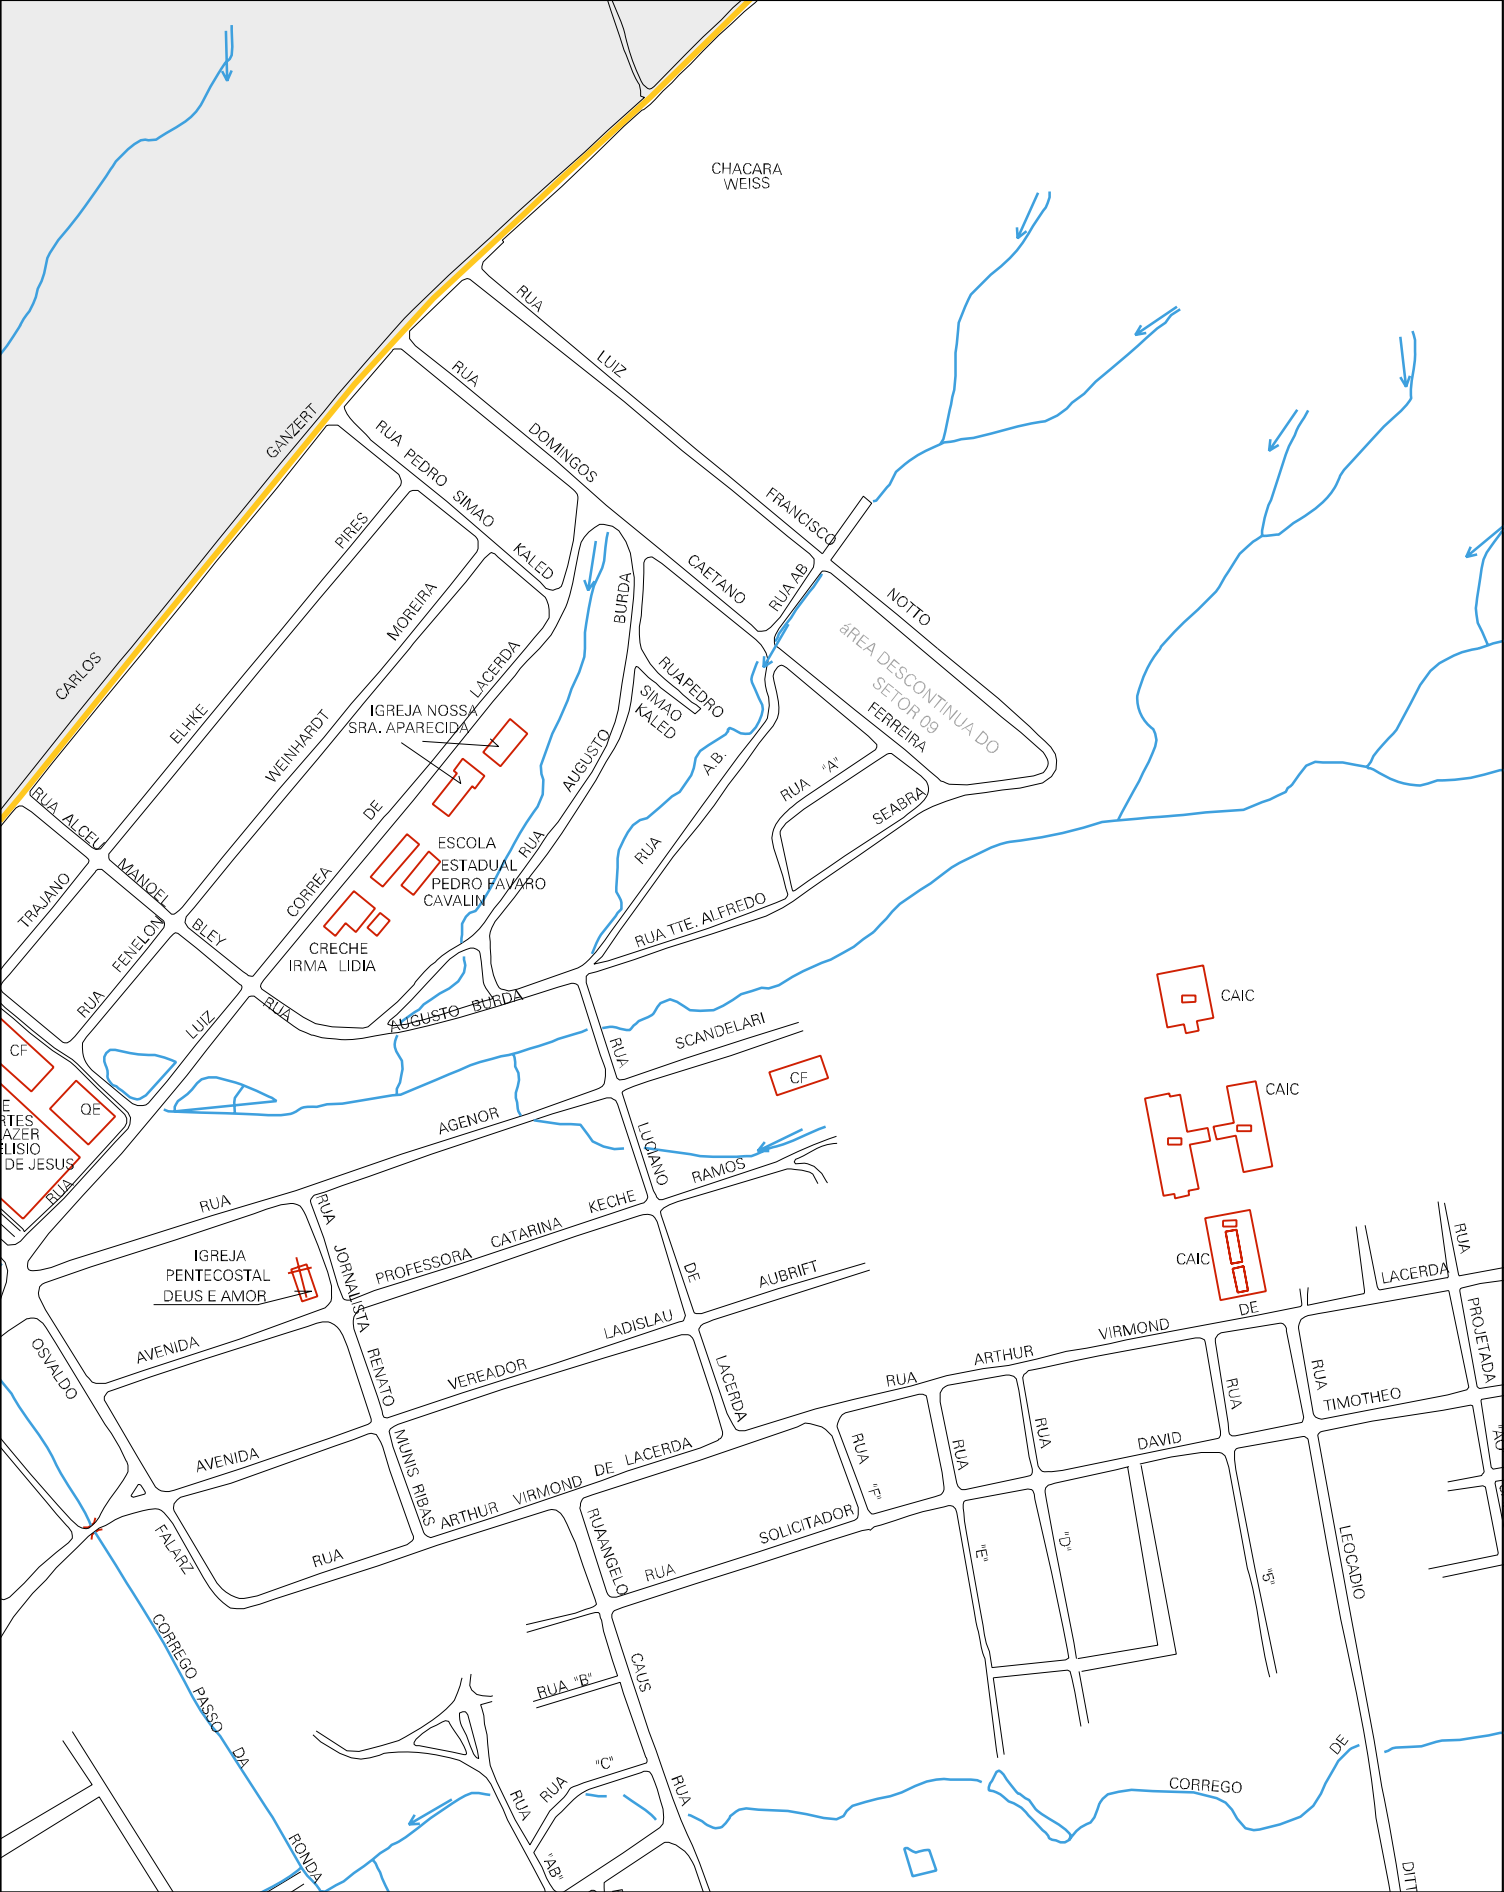 CHACARA
WEISS
RUA
LUIZ
FRANCISCO
NOTTO
RUA
DOMINGOS
CAETANO
FERREIRA
RUA PEDRO SIMAO
KALED
GANZERT
CARLOS
PIRES
ELHKE
TRAJANO
MOREIRA
WEINHARDT
FENELON
RUA
LACERDA
DE
CORREA
LUIZ
RUA
BURDA
AUGUSTO
RUA
RUAPEDRO
SIMAO
KALED
RUA AB
áREA DESCONTINUA DO
SETOR 09
A.B.
RUA
RUA "A"
SEABRA
RUA TTE. ALFREDO
IGREJA NOSSA
SRA. APARECIDA
ESCOLA
ESTADUAL
PEDRO FAVARO
CAVALIN
CRECHE
IRMA LIDIA
RUA ALCEU
MANOEL
BLEY
RUA
AUGUSTO BURDA
CF
QE
E
RTES
AZER
ELISIO
DE JESUS
RUA
SCANDELARI
AGENOR
RUA
CF
CAIC
CAIC
CAIC
RUA
LUCIANO
DE
LACERDA
RAMOS
KECHE
CATARINA
PROFESSORA
AVENIDA
IGREJA
PENTECOSTAL
DEUS E AMOR
RUA
JORNALISTA
RENATO
MUNIS RIBAS
AUBRIFT
LADISLAU
VEREADOR
AVENIDA
OSVALDO
FALARZ
RUA
ARTHUR VIRMOND DE LACERDA
RUA
ARTHUR
VIRMOND
DE
LACERDA
RUA
PROJETADA
RUA
"F"
RUA
"E"
RUA
"D"
RUA
"5"
RUA
LEOCADIO
DAVID
TIMOTHEO
SOLICITADOR
RUA
RUAANGELO
CAUS
RUA
RUA "B"
RUA
"C"
RUA
"AB"
CORREGO PASSO
DA
RONDA
CORREGO
DE
DITT